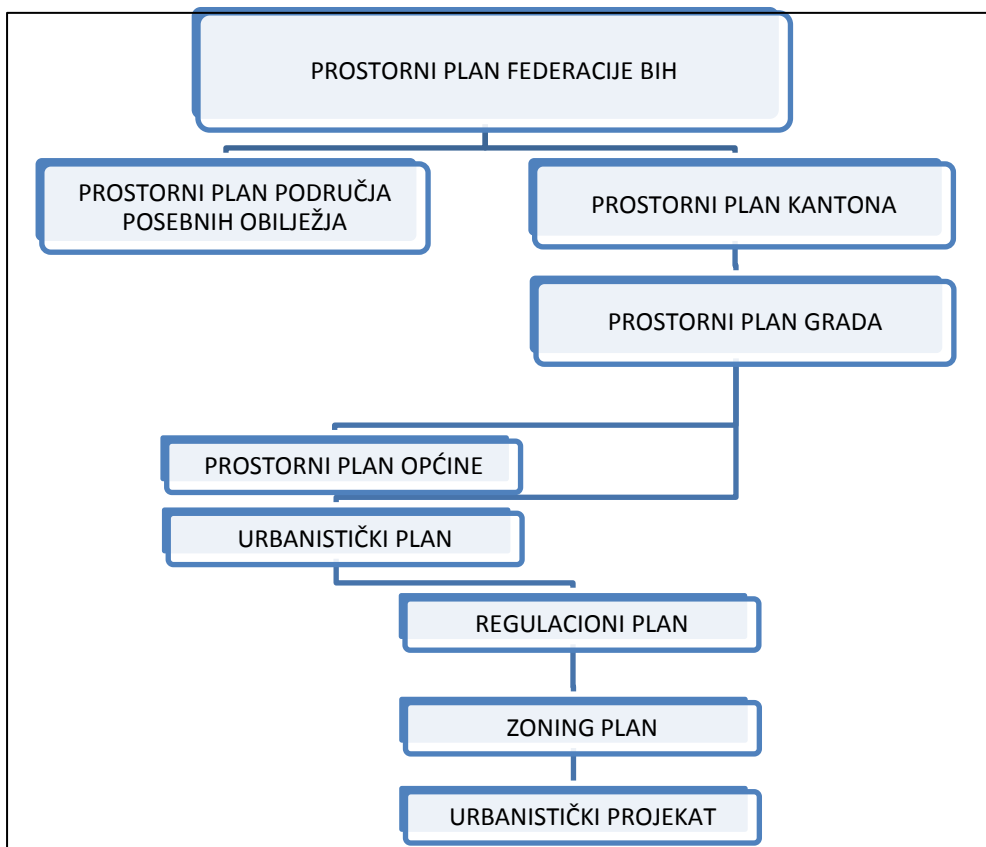 PROSTORNI PLAN FEDERACIJE BIH
PROSTORNI PLAN PODRUČJA
POSEBNIH OBILJEŽJA
PROSTORNI PLAN KANTONA
PROSTORNI PLAN GRADA
PROSTORNI PLAN OPĆINE
URBANISTIČKI PLAN
REGULACIONI PLAN
ZONING PLAN
URBANISTIČKI PROJEKAT